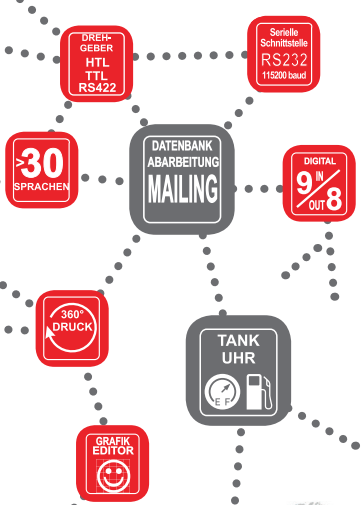 DREH-
GEBER
HTL
TTL
RS422
Serielle
Schnittstelle
RS232
115200 baud
DATENBANK
ABARBEITUNG
MAILING
>30
SPRACHEN
DIGITAL
9 IN
OUT 8
360°
DRUCK
TANK
UHR
E F
GRAFIK
EDITOR